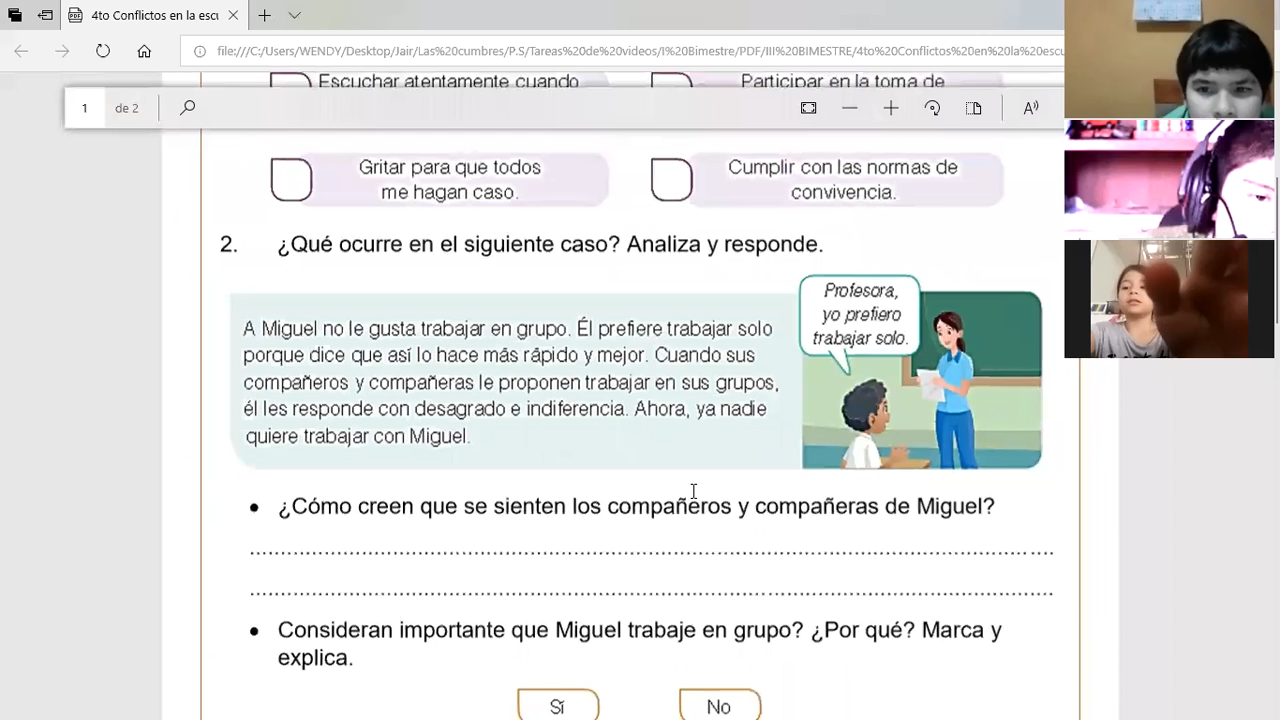 4to Conflictos en la escu
file:///C:/Users/WENDY/Desktop/Jair/Las%20cumbres/P.S/Tareas%20de%20videos/I%20Bimestre/PDF/III%20BIMESTRE/4to%20Conflictos%20en%20la%20escu
Escuchar atentamente cuando
Participar en la toma de
1 de 2
Gritar para que todos
me hagan caso.
Cumplir con las normas de
convivencia.
2. ¿Qué ocurre en el siguiente caso? Analiza y responde.
A Miguel no le gusta trabajar en grupo. Él prefiere trabajar solo
porque dice que así lo hace más rápido y mejor. Cuando sus
compañeros y compañeras le proponen trabajar en sus grupos,
él les responde con desagrado e indiferencia. Ahora, ya nadie
quiere trabajar con Miguel.
Profesora,
yo prefiero
trabajar solo.
• ¿Cómo creen que se sienten los compañeros y compañeras de Miguel?
• Consideran importante que Miguel trabaje en grupo? ¿Por qué? Marca y
explica.
Sí
No